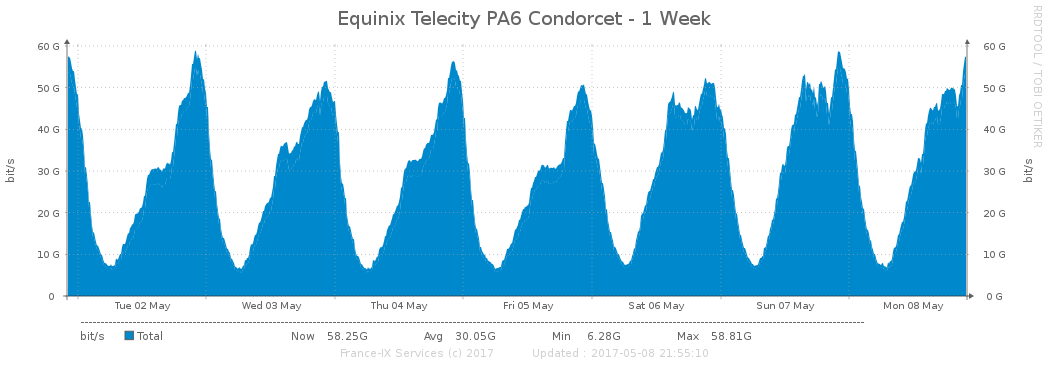 Equinix Telecity PA6 Condorcet - 1 Week
RRDTOOL / TOBI OETIKER
60 G 60 G
50 G 50 G
40 G 40 G
30 G 30 G
20 G 20 G
10 G 10 G
0 0 G
bit/s
bit/s
Tue 02 May Wed 03 May Thu 04 May Fri 05 May Sat 06 May Sun 07 May Mon 08 May
bit/s Total Now 58.25G Avg 30.05G Min 6.28G Max 58.81G
France-IX Services (c) 2017 Updated : 2017-05-08 21:55:10